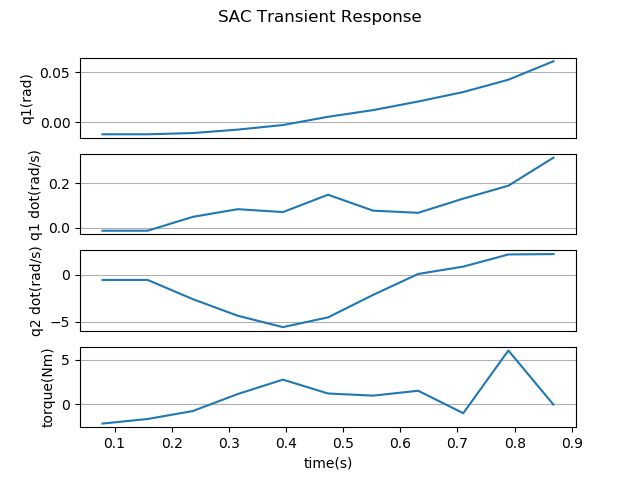 SAC Transient Response
q1(rad)
0.05
0.00
q1 dot(rad/s)
0.2
0.0
q2 dot(rad/s)
0
−5
torque(Nm)
5
0
0.1 0.2 0.3 0.4 0.5 0.6 0.7 0.8 0.9
time(s)